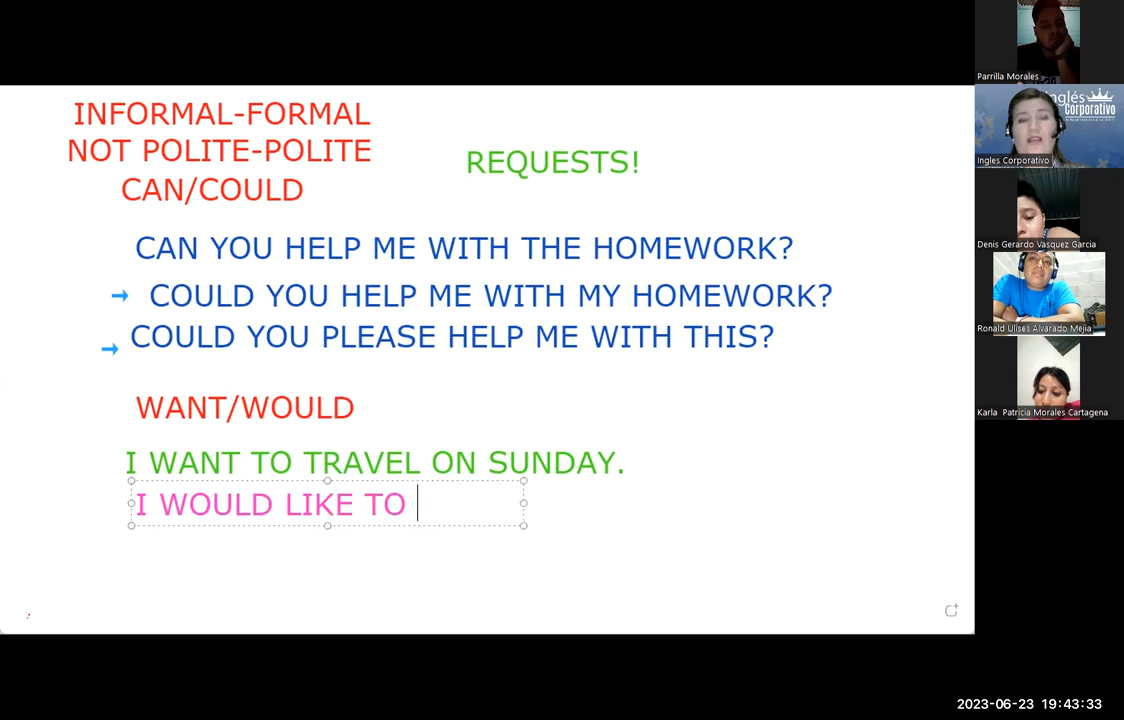 INFORMAL-FORMAL
NOT POLITE-POLITE
CAN/COULD
REQUESTS!
CAN YOU HELP ME WITH THE HOMEWORK?
COULD YOU HELP ME WITH MY HOMEWORK?
COULD YOU PLEASE HELP ME WITH THIS?
WANT/WOULD
I WANT TO TRAVEL ON SUNDAY.
I WOULD LIKE TO
Parrilla Morales
Inglés
Corporativo
Ingles Corporativo
Denis Gerardo Vasquez Garcia
Ronald Ulises Alvarado Mejia
Karla Patricia Morales Cartagena
2023-06-23 19:43:33